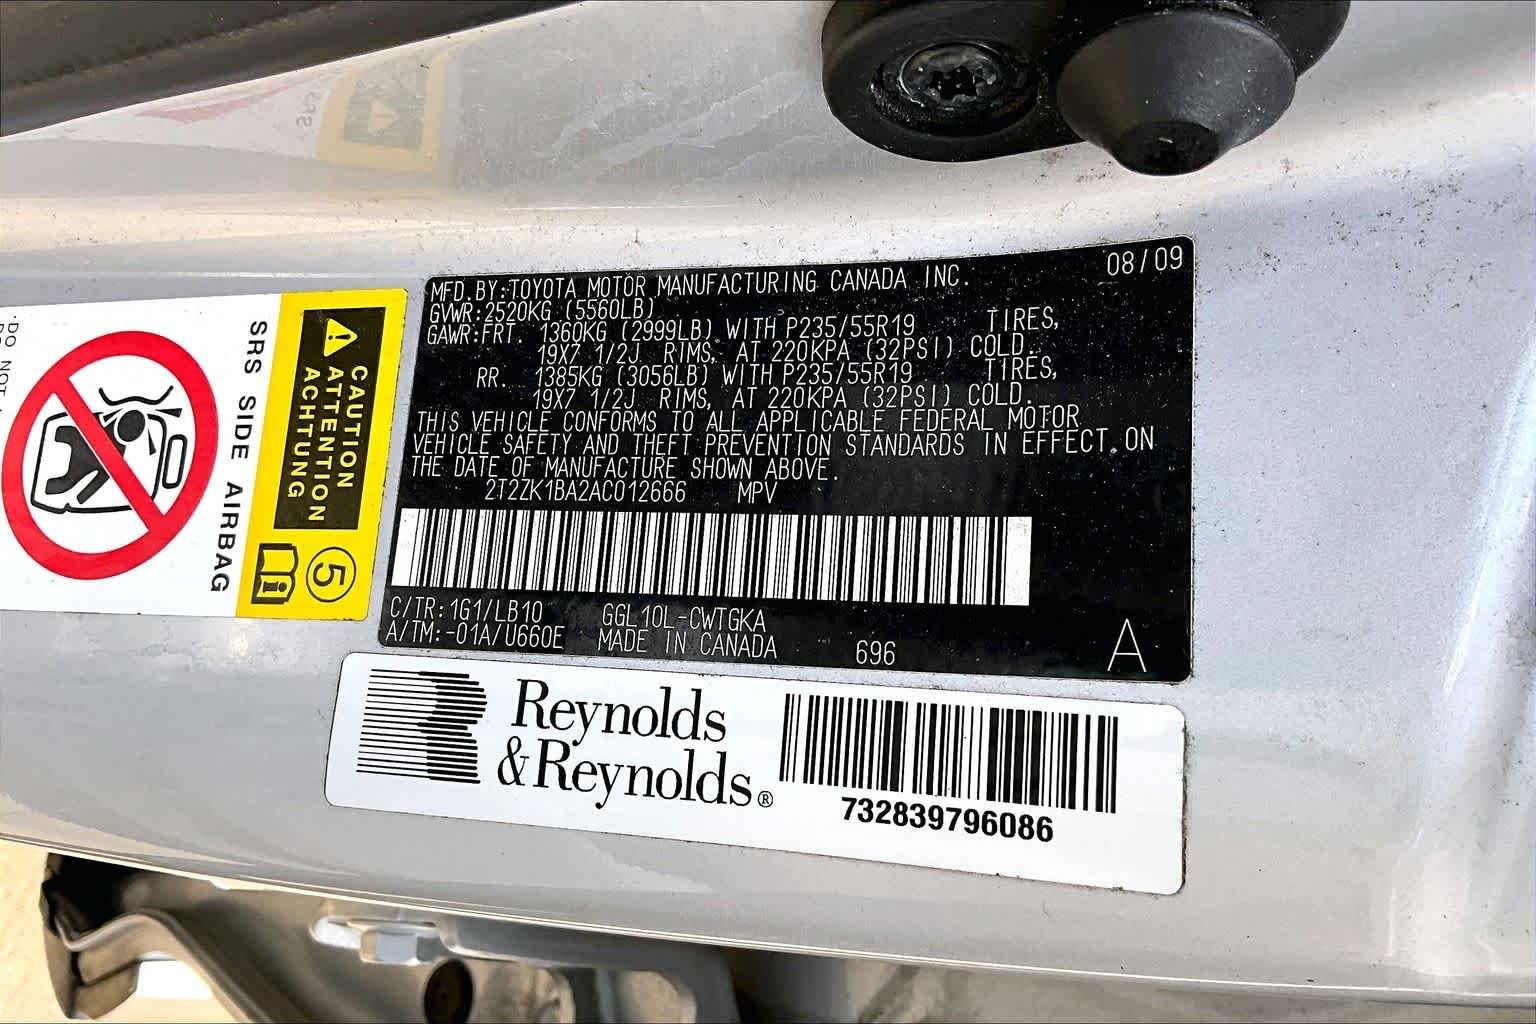 MFD.BY:TOYOTA MOTOR MANUFACTURING CANADA INC. 08/09
GVWR:2520KG (5560LB)
GAWR:FRT. 1360KG (2999LB) WITH P235/55R19 TIRES,
19X7 1/2J RIMS, AT 220KPA (32PSI) COLD.
RR. 1385KG (3056LB) WITH P235/55R19 TIRES,
19X7 1/2J RIMS, AT 220KPA (32PSI) COLD.
THIS VEHICLE CONFORMS TO ALL APPLICABLE FEDERAL MOTOR
VEHICLE SAFETY AND THEFT PREVENTION STANDARDS IN EFFECT ON
THE DATE OF MANUFACTURE SHOWN ABOVE.
2T2ZK1BA2AC012666 MPV
C/TR:1G1/LB10 GGL10L-CWTGKA
A/TM:-01A/U660E MADE IN CANADA 696 A
Reynolds
&Reynolds®
732839796086
CAUTION
ATTENTION
ACHTUNG
5
SRS SIDE AIRBAG
·DO NOT
SRS